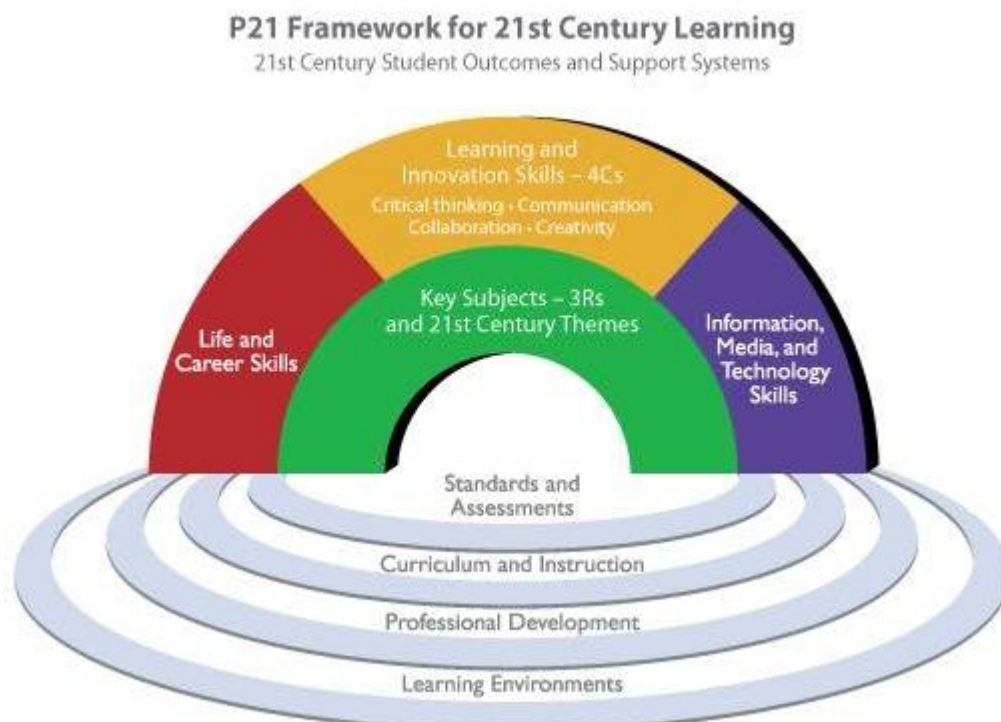 P21 Framework for 21st Century Learning
21st Century Student Outcomes and Support Systems
Learning and
Innovation Skills – 4Cs
Critical thinking • Communication
Collaboration • Creativity
Key Subjects – 3Rs
and 21st Century Themes
Life and
Career Skills
Information,
Media, and
Technology
Skills
Standards and
Assessments
Curriculum and Instruction
Professional Development
Learning Environments